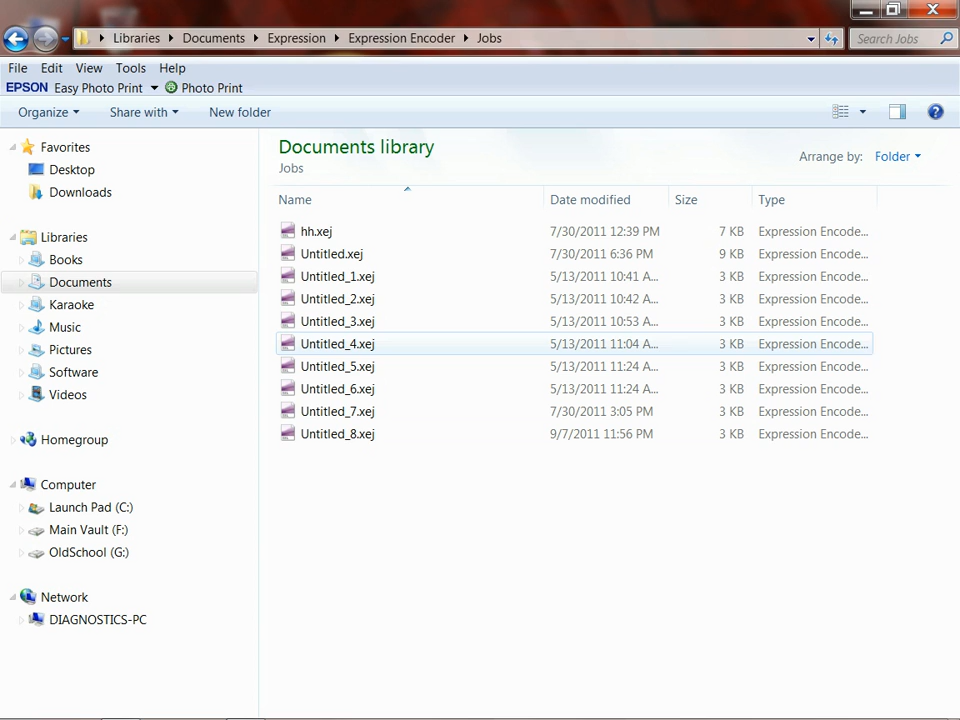 Libraries Documents Expression Expression Encoder Jobs Search Jobs
File Edit View Tools Help
EPSON Easy Photo Print Photo Print
Organize Share with New folder
Favorites
Desktop
Downloads
Libraries
Books
Documents
Karaoke
Music
Pictures
Software
Videos
Homegroup
Computer
Launch Pad (C:)
Main Vault (F:)
OldSchool (G:)
Network
DIAGNOSTICS-PC
Documents library
Jobs
Arrange by: Folder
Name Date modified Size Type
hh.xej 7/30/2011 12:39 PM 7 KB Expression Encode...
Untitled.xej 7/30/2011 6:36 PM 9 KB Expression Encode...
Untitled_1.xej 5/13/2011 10:41 A... 3 KB Expression Encode...
Untitled_2.xej 5/13/2011 10:42 A... 3 KB Expression Encode...
Untitled_3.xej 5/13/2011 10:53 A... 3 KB Expression Encode...
Untitled_4.xej 5/13/2011 11:04 A... 3 KB Expression Encode...
Untitled_5.xej 5/13/2011 11:24 A... 3 KB Expression Encode...
Untitled_6.xej 5/13/2011 11:24 A... 3 KB Expression Encode...
Untitled_7.xej 7/30/2011 3:05 PM 3 KB Expression Encode...
Untitled_8.xej 9/7/2011 11:56 PM 3 KB Expression Encode...